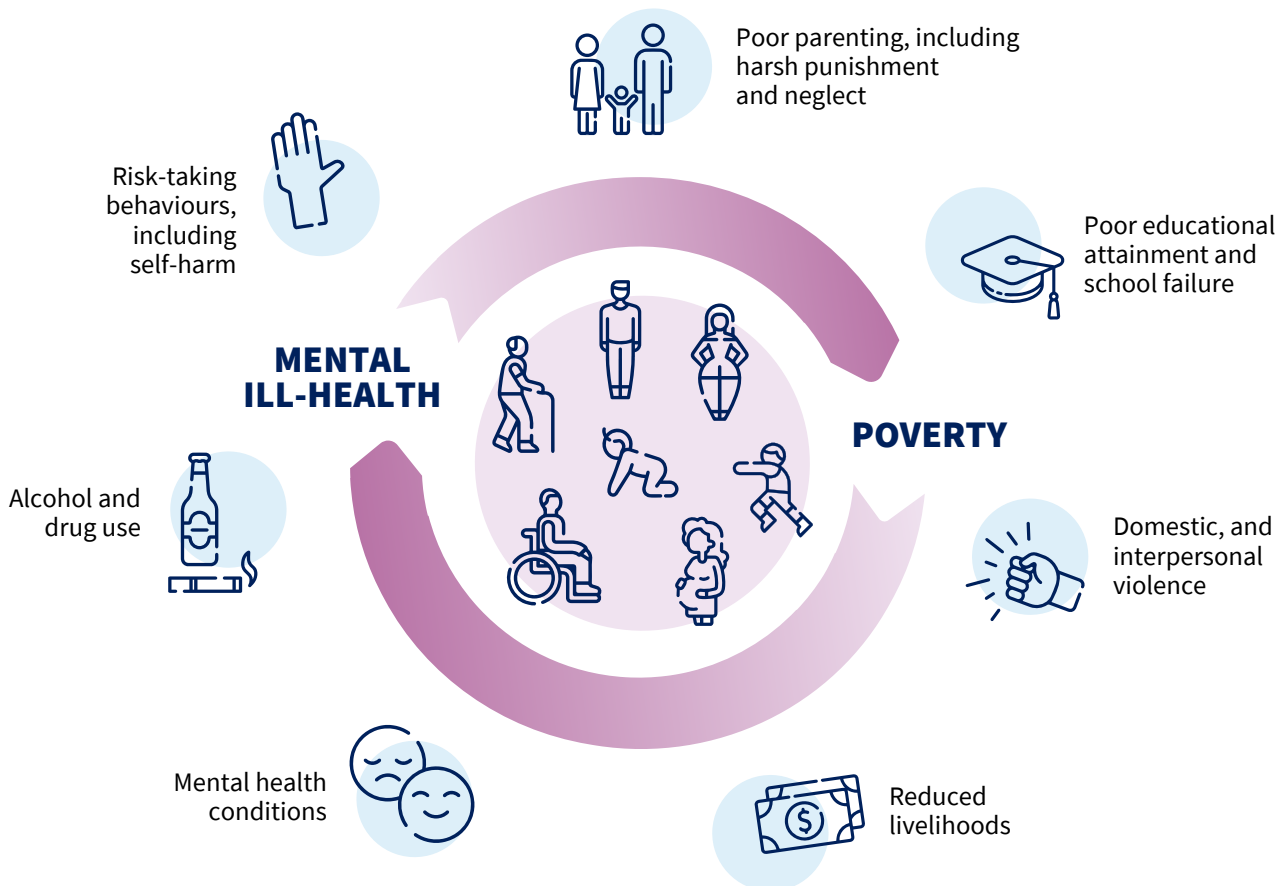 Poor parenting, including
harsh punishment
and neglect
Risk-taking
behaviours,
including
self-harm
Poor educational
attainment and
school failure
MENTAL
ILL-HEALTH
POVERTY
Alcohol and
drug use
Domestic, and
interpersonal
violence
Mental health
conditions
$
Reduced
livelihoods